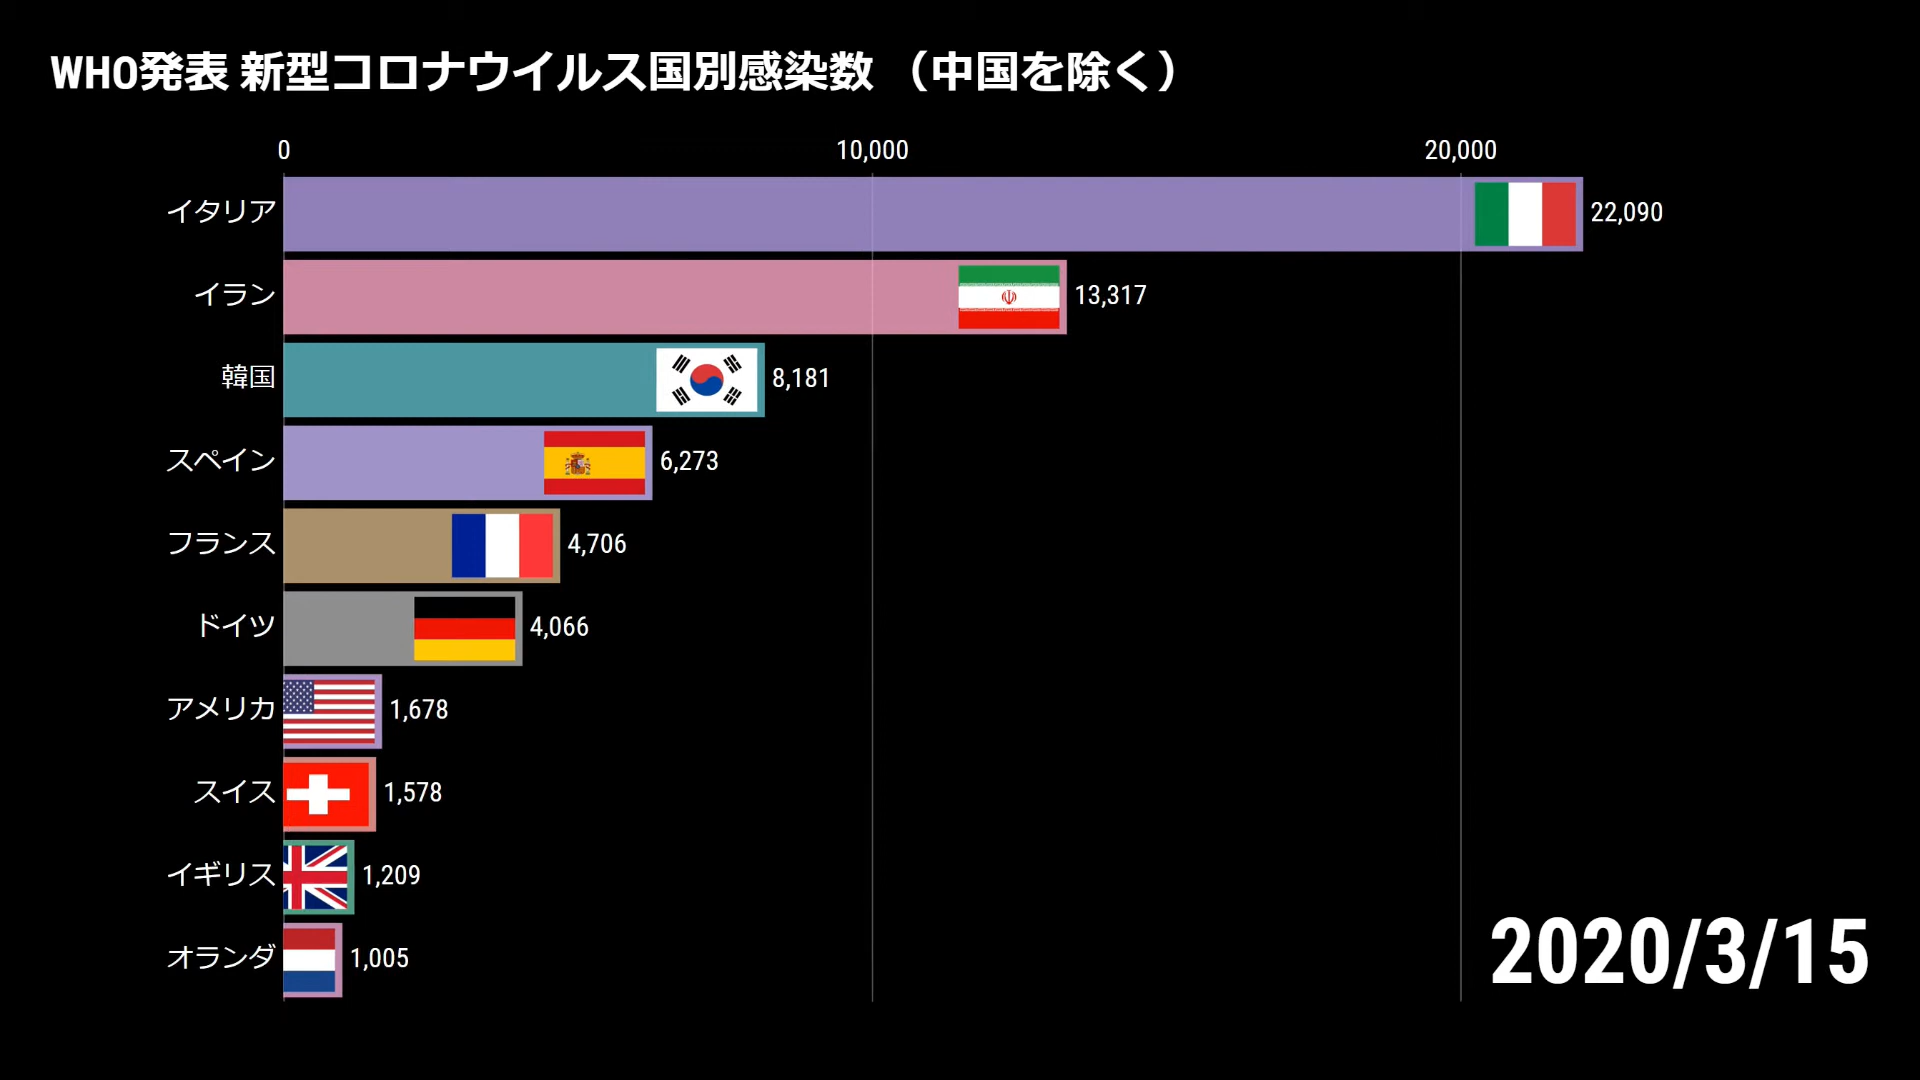 WHO発表 新型コロナウイルス国別感染数 （中国を除く）
0 10,000 20,000
イタリア 22,090
イラン 13,317
韓国 8,181
スペイン 6,273
フランス 4,706
ドイツ 4,066
アメリカ 1,678
スイス 1,578
イギリス 1,209
オランダ 1,005
2020/3/15